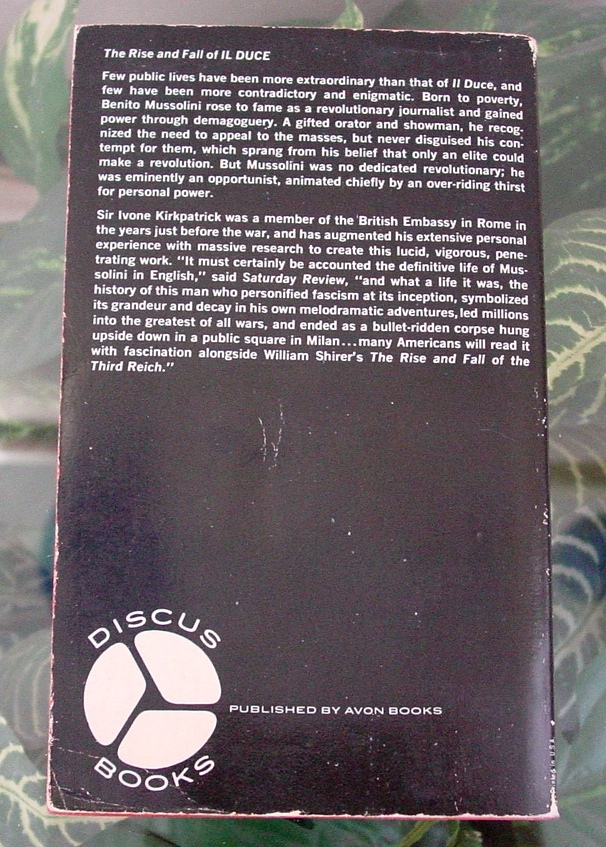 The Rise and Fall of IL DUCE
Few public lives have been more extraordinary than that of Il Duce, and
few have been more contradictory and enigmatic. Born to poverty,
Benito Mussolini rose to fame as a revolutionary journalist and gained
power through demagoguery. A gifted orator and showman, he recog-
nized the need to appeal to the masses, but never disguised his con-
tempt for them, which sprang from his belief that only an elite could
make a revolution. But Mussolini was no dedicated revolutionary; he
was eminently an opportunist, animated chiefly by an over-riding thirst
for personal power.
Sir Ivone Kirkpatrick was a member of the British Embassy in Rome in
the years just before the war, and has augmented his extensive personal
experience with massive research to create this lucid, vigorous, pene-
trating work. "It must certainly be accounted the definitive life of Mus-
solini in English," said Saturday Review, "and what a life it was, the
history of this man who personified fascism at its inception, symbolized
its grandeur and decay in his own melodramatic adventures, led millions
into the greatest of all wars, and ended as a bullet-ridden corpse hung
upside down in a public square in Milan...many Americans will read it
with fascination alongside William Shirer's The Rise and Fall of the
Third Reich."
DISCUS
BOOKS
PUBLISHED BY AVON BOOKS